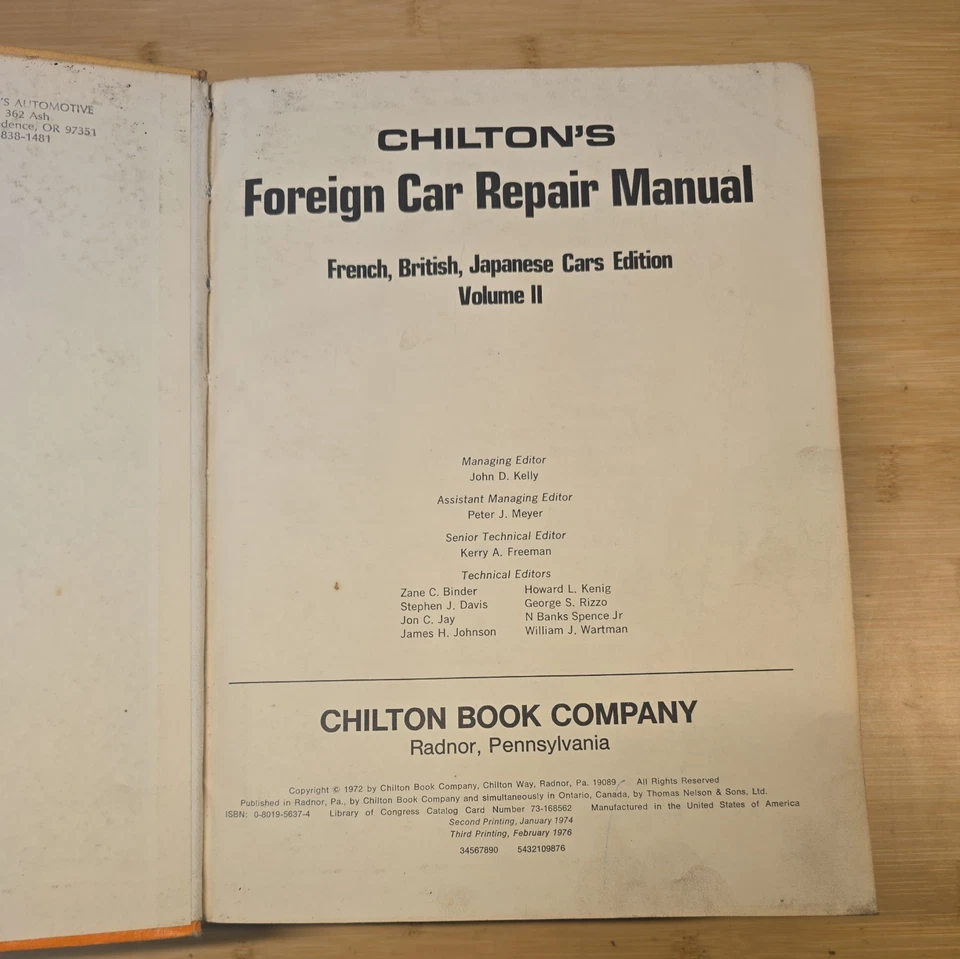 'S AUTOMOTIVE
362 Ash
dence, OR 97351
838-1481
CHILTON'S
Foreign Car Repair Manual
French, British, Japanese Cars Edition
Volume II
Managing Editor
John D. Kelly
Assistant Managing Editor
Peter J. Meyer
Senior Technical Editor
Kerry A. Freeman
Technical Editors
Zane C. Binder Howard L. Kenig
Stephen J. Davis George S. Rizzo
Jon C. Jay N Banks Spence Jr
James H. Johnson William J. Wartman
CHILTON BOOK COMPANY
Radnor, Pennsylvania
Copyright © 1972 by Chilton Book Company, Chilton Way, Radnor, Pa. 19089 All Rights Reserved
Published in Radnor, Pa., by Chilton Book Company and simultaneously in Ontario, Canada, by Thomas Nelson & Sons, Ltd.
ISBN: 0-8019-5637-4 Library of Congress Catalog Card Number 73-168562 Manufactured in the United States of America
Second Printing, January 1974
Third Printing, February 1976
34567890 5432109876